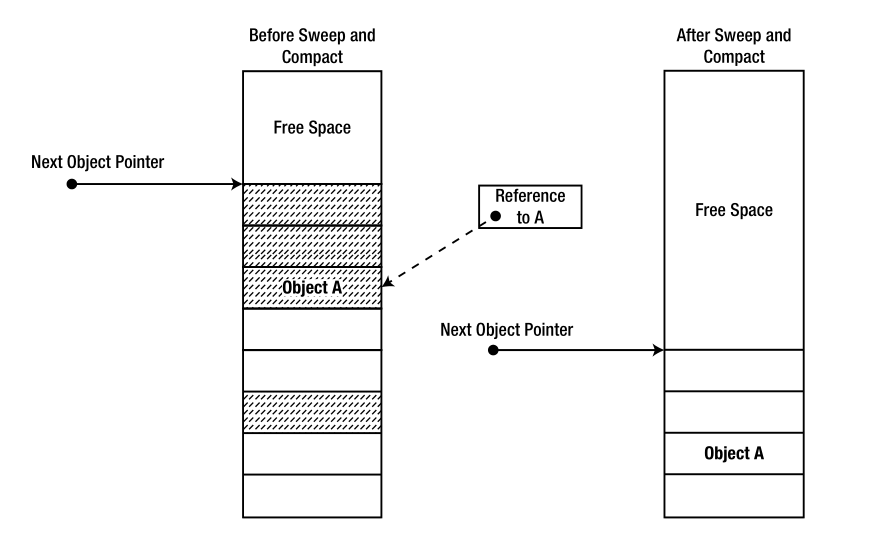 Before Sweep and
Compact
After Sweep and
Compact
Free Space
Next Object Pointer
Reference
to A
Free Space
Object A
Next Object Pointer
Object A